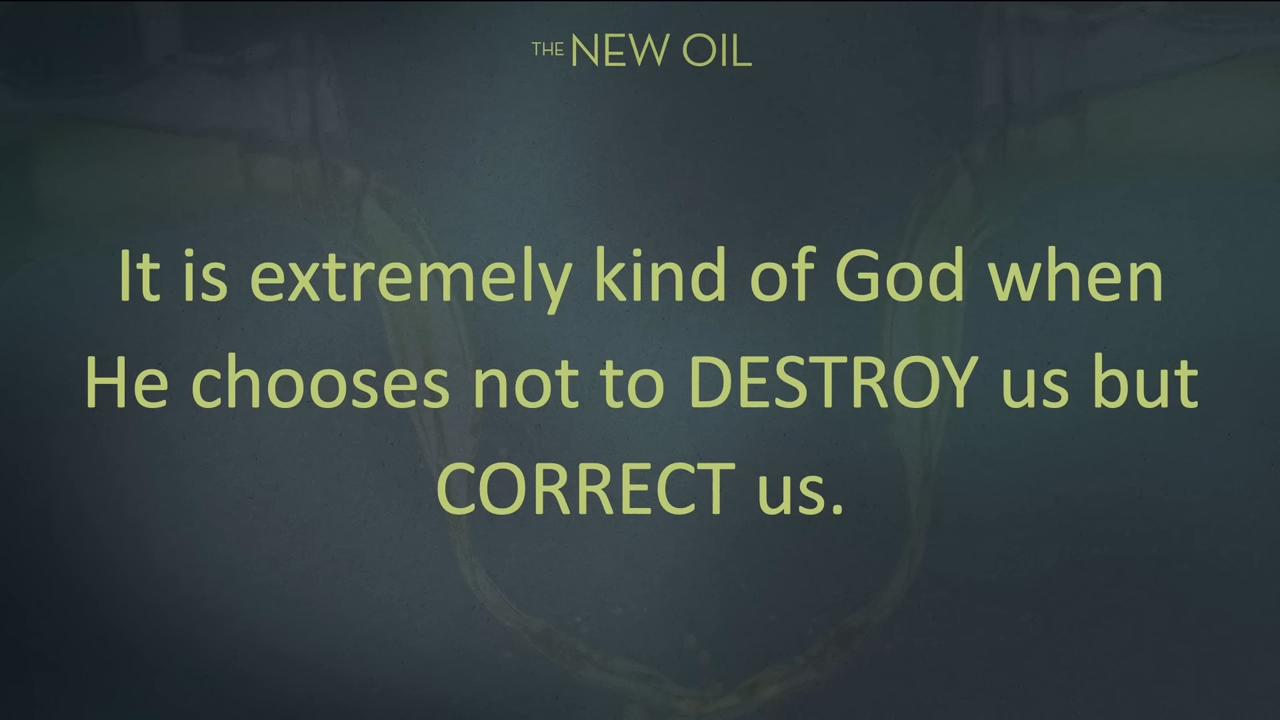 THE NEW OIL
It is extremely kind of God when
He chooses not to DESTROY us but
CORRECT us.